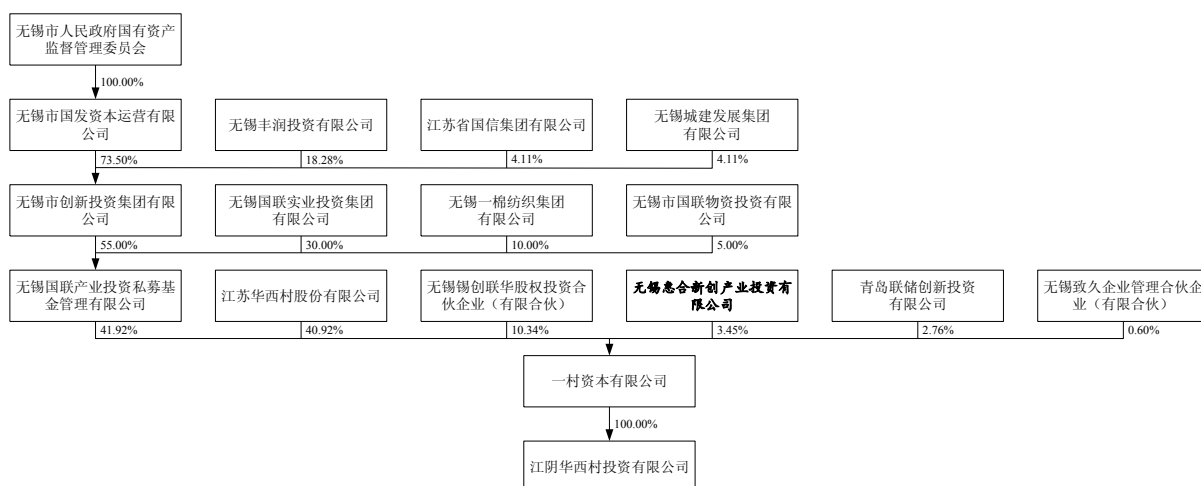 无锡市人民政府国有资产
监督管理委员会
100.00%
无锡市国发资本运营有限
公司
无锡丰润投资有限公司
江苏省国信集团有限公司
无锡城建发展集团
有限公司
73.50%
18.28%
4.11%
4.11%
无锡市创新投资集团有限
公司
无锡国联实业投资集团
有限公司
无锡一棉纺织集团
有限公司
无锡市国联物资投资有限
公司
55.00%
30.00%
10.00%
5.00%
无锡国联产业投资私募基
金管理有限公司
江苏华西村股份有限公司
无锡锡创联华股权投资合
伙企业（有限合伙）
无锡惠合新创产业投资有
限公司
青岛联储创新投资
有限公司
无锡致久企业管理合伙企
业（有限合伙）
41.92%
40.92%
10.34%
3.45%
2.76%
0.60%
一村资本有限公司
100.00%
江阴华西村投资有限公司